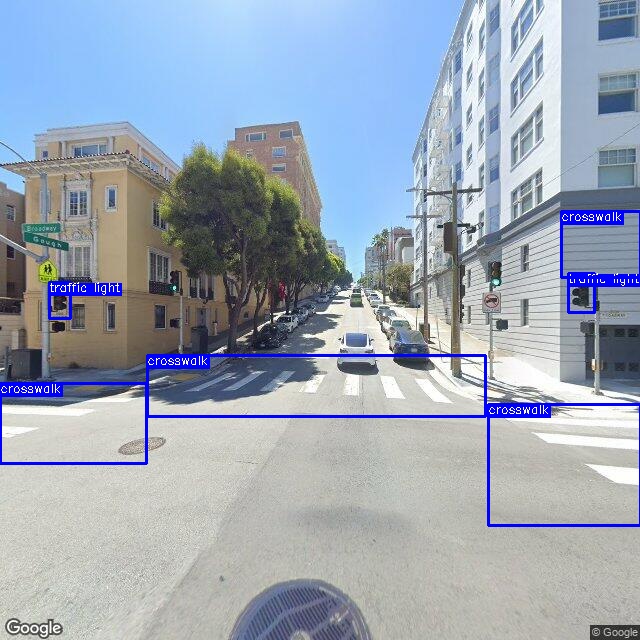 crosswalk
Broadway
Gough
traffic light
traffic light
crosswalk
crosswalk
crosswalk
Google
© Google